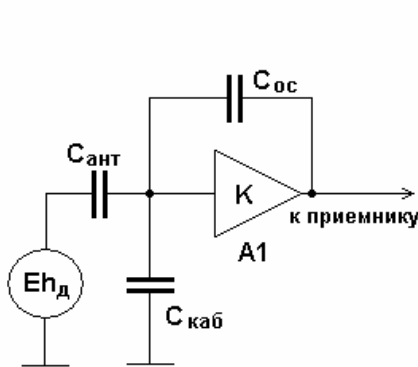 Cос
Cант
K
к приемнику
A1
Ehд
Cкаб